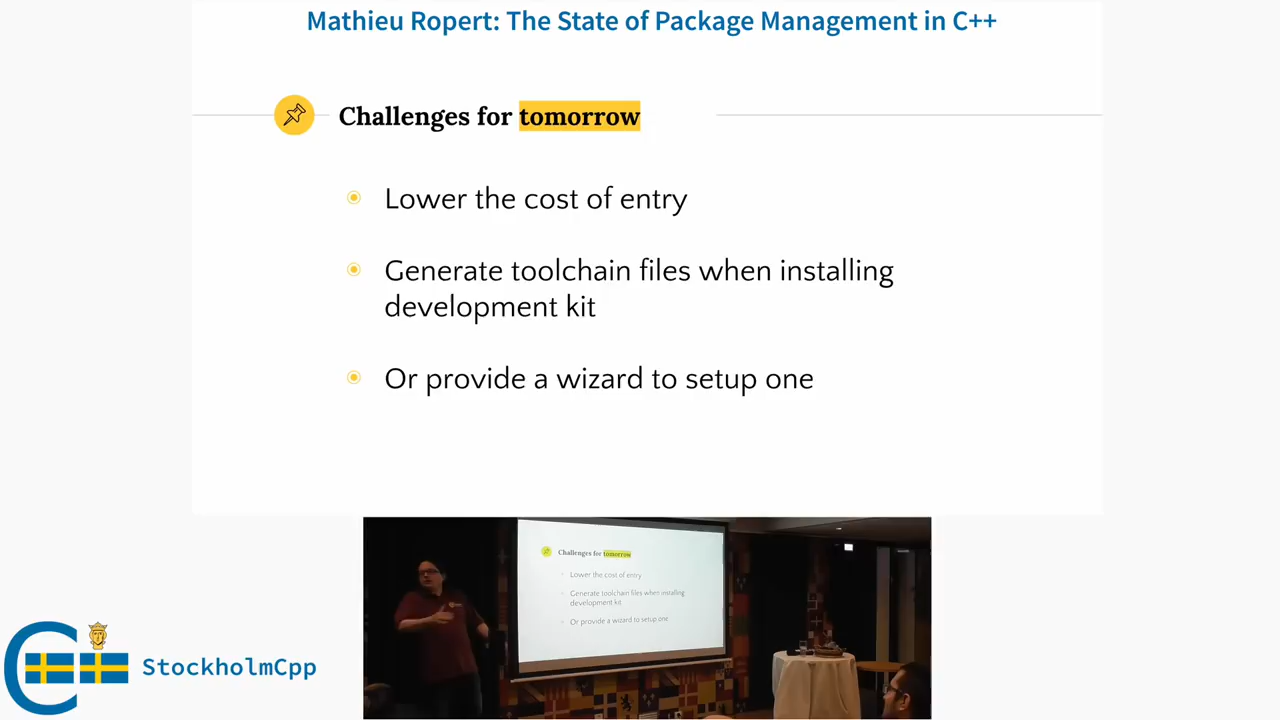 Mathieu Ropert: The State of Package Management in C++
Challenges for tomorrow
Lower the cost of entry
Generate toolchain files when installing
development kit
Or provide a wizard to setup one
Challenges for tomorrow
Lower the cost of entry
Generate toolchain files when installing
development kit
Or provide a wizard to setup one
StockholmCpp